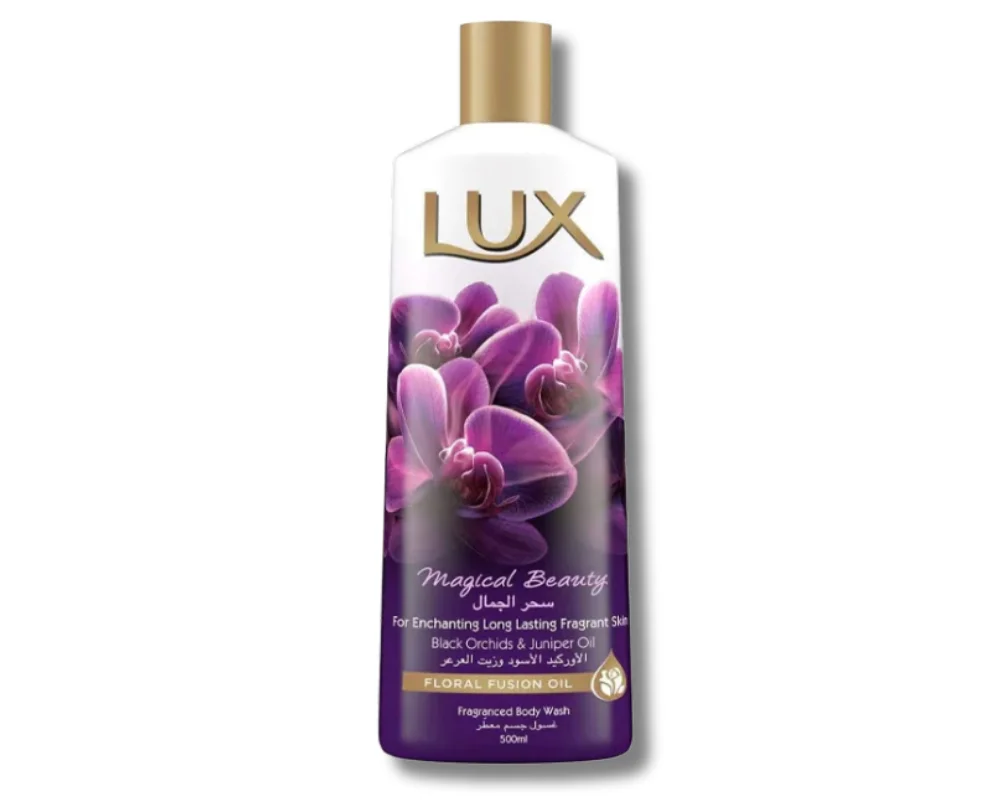 LUX
Magical Beauty
سحر الجمال
For Enchanting Long Lasting Fragrant Skin
Black Orchids & Juniper Oil
الأوركيد الأسود وزيت العرعر
FLORAL FUSION OIL
Fragranced Body Wash
غسول جسم معطر
500ml